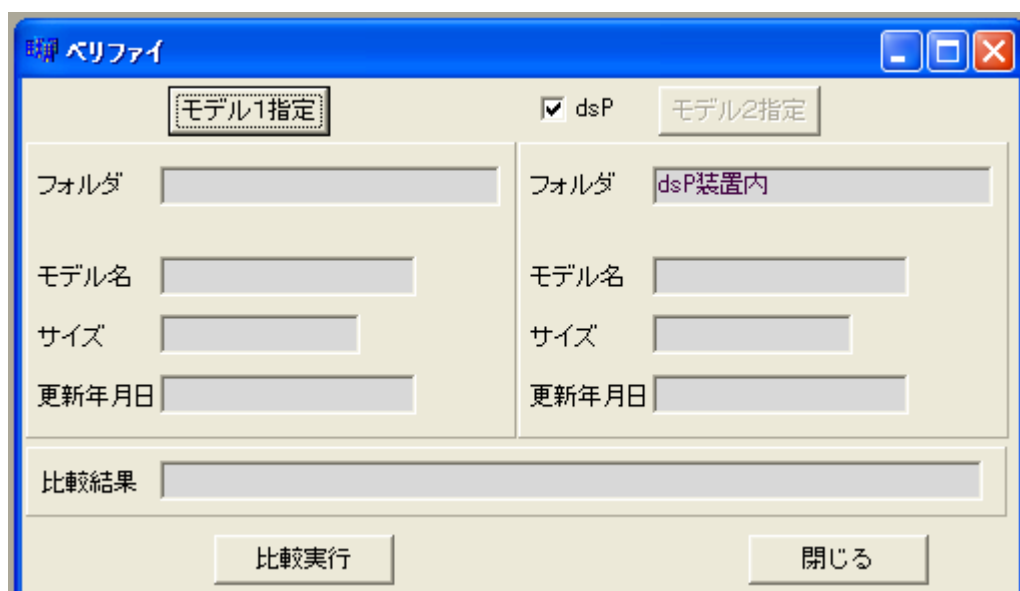 ベリファイ
モデル1指定 dsP モデル2指定
フォルダ フォルダ dsP装置内
モデル名 モデル名
サイズ サイズ
更新年月日 更新年月日
比較結果
比較実行 閉じる